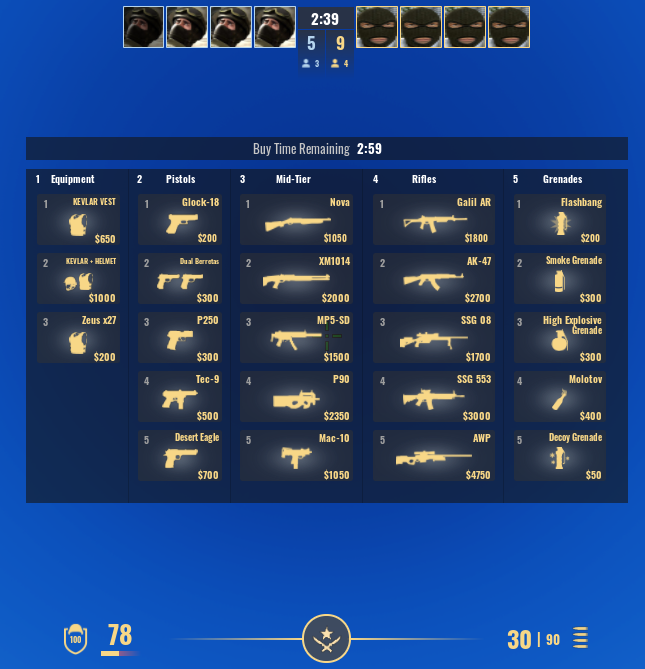 2:39
5 9
3 4
Buy Time Remaining 2:59
1 Equipment
2 Pistols
3 Mid-Tier
4 Rifles
5 Grenades
1 KEVLAR VEST
$650
2 KEVLAR + HELMET
$1000
3 Zeus x27
$200
1 Glock-18
$200
2 Dual Berretas
$300
3 P250
$300
4 Tec-9
$500
5 Desert Eagle
$700
1 Nova
$1050
2 XM1014
$2000
3 MP5-SD
$1500
4 P90
$2350
5 Mac-10
$1050
1 Galil AR
$1800
2 AK-47
$2700
3 SSG 08
$1700
4 SSG 553
$3000
5 AWP
$4750
1 Flashbang
$200
2 Smoke Grenade
$300
3 High Explosive
Grenade
$300
4 Molotov
$400
5 Decoy Grenade
$50
100 78
30 | 90